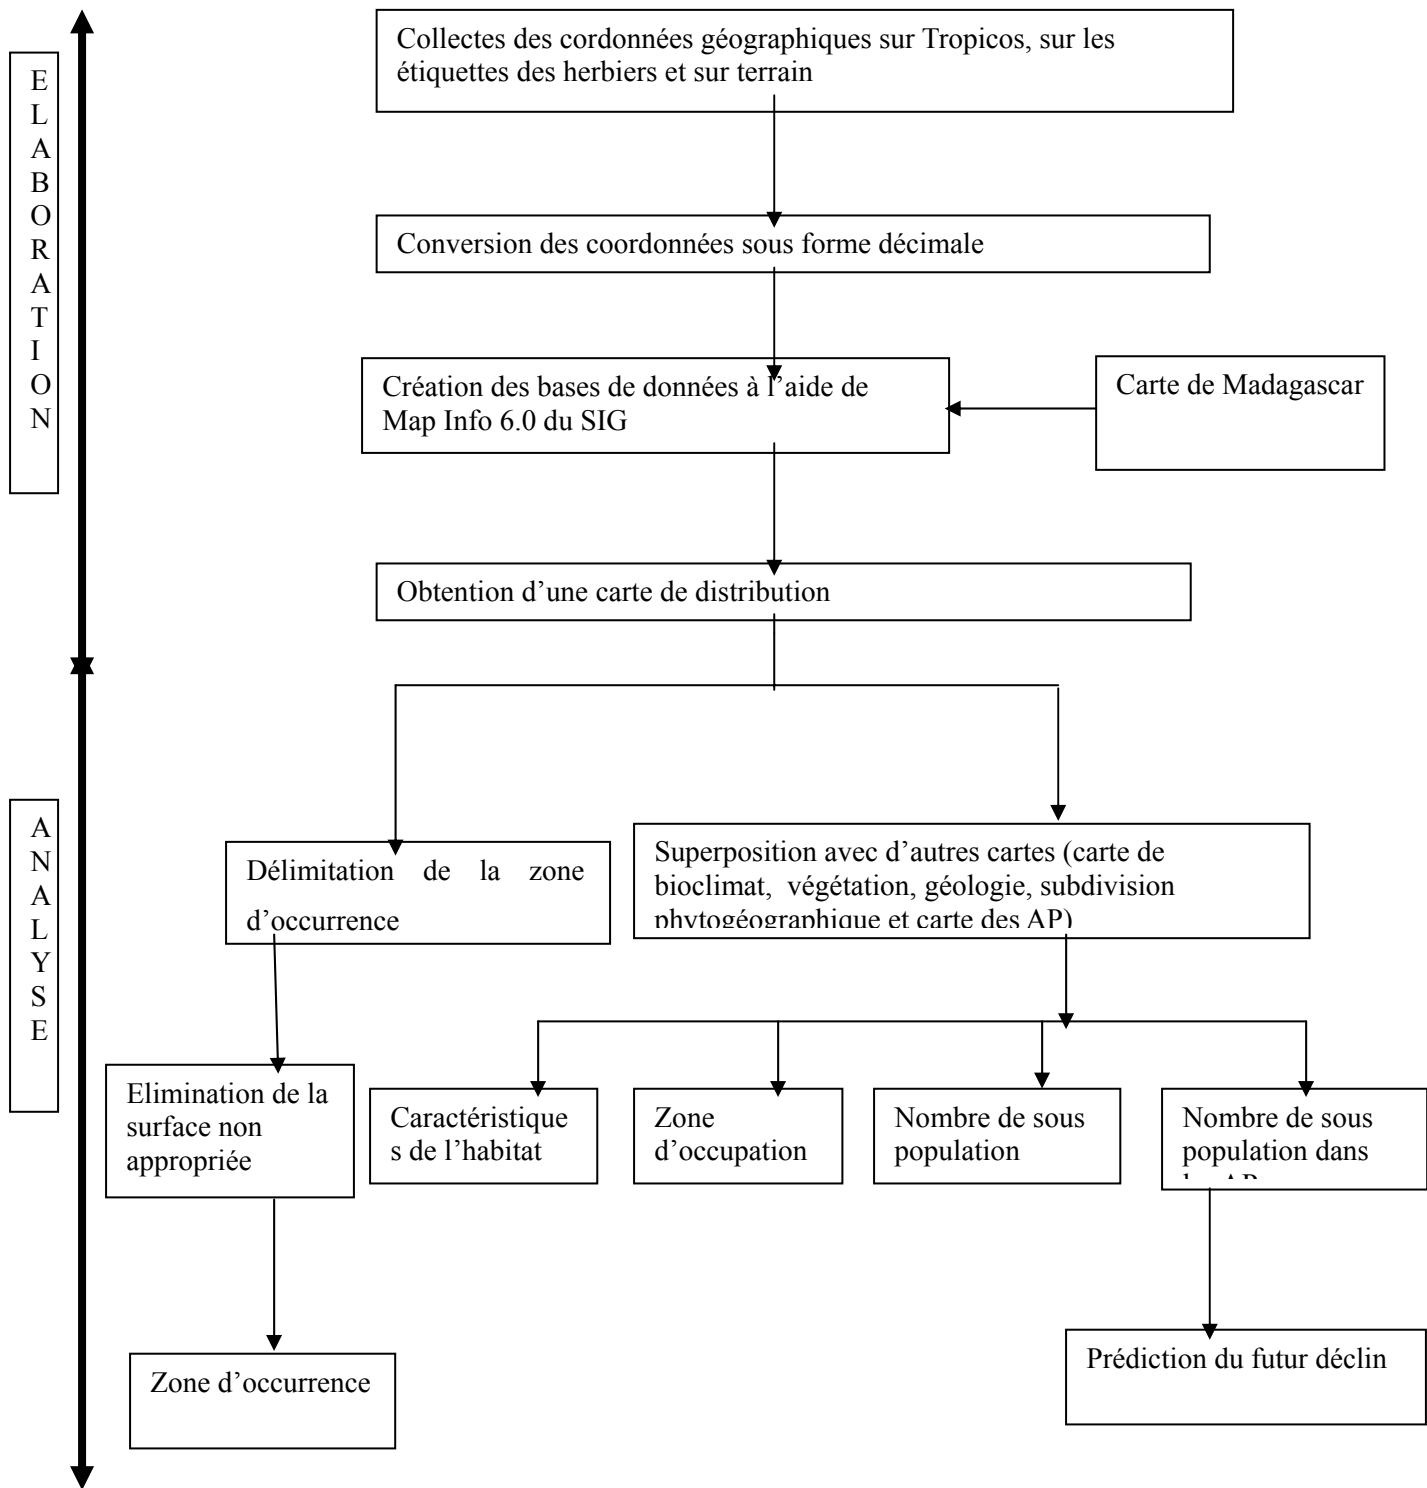 E
L
A
B
O
R
A
T
I
O
N
Collectes des cordonnées géographiques sur Tropicos, sur les
étiquettes des herbiers et sur terrain
Conversion des coordonnées sous forme décimale
Création des bases de données à l’aide de
Map Info 6.0 du SIG
Carte de Madagascar
Obtention d’une carte de distribution
A
N
A
L
Y
S
E
Délimitation de la zone
d’occurrence
Superposition avec d’autres cartes (carte de
bioclimat, végétation, géologie, subdivision
phytogéographique et carte des AP)
Elimination de la
surface non
appropriée
Caractéristique
s de l’habitat
Zone
d’occupation
Nombre de sous
population
Nombre de sous
population dans
Zone d’occurrence
Prédiction du futur déclin